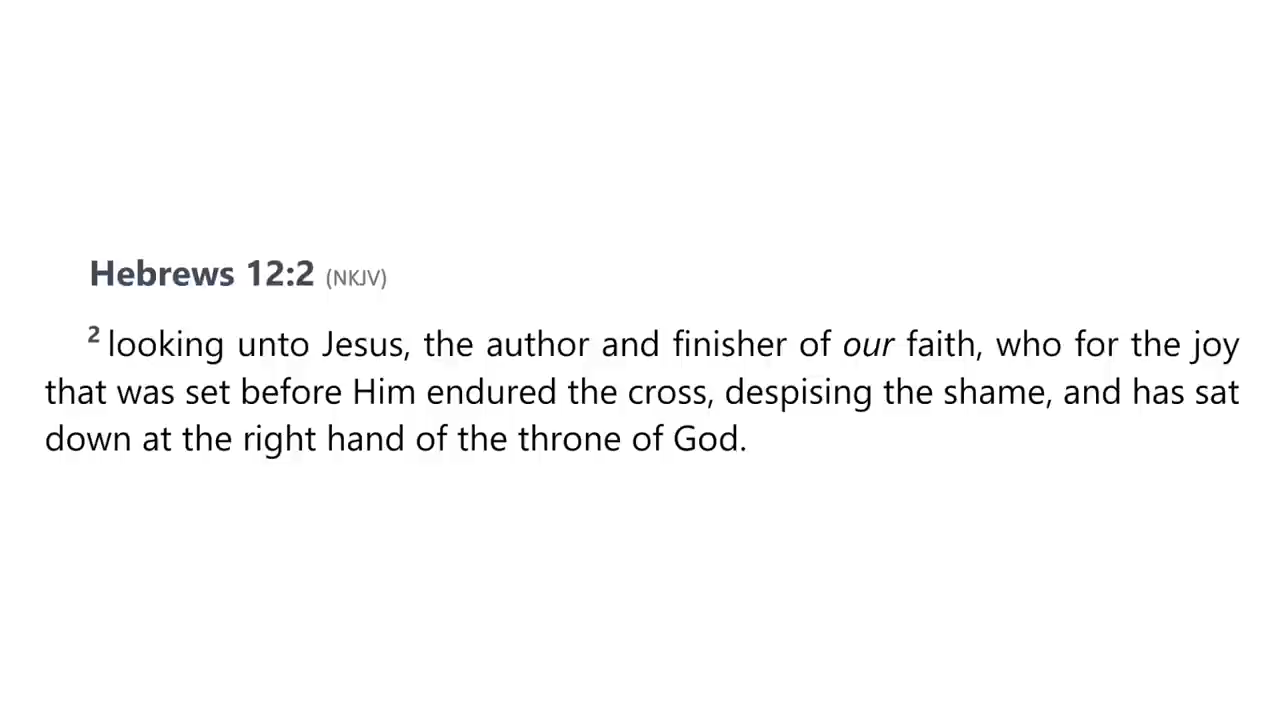 Hebrews 12:2 (NKJV)
2 looking unto Jesus, the author and finisher of our faith, who for the joy
that was set before Him endured the cross, despising the shame, and has sat
down at the right hand of the throne of God.